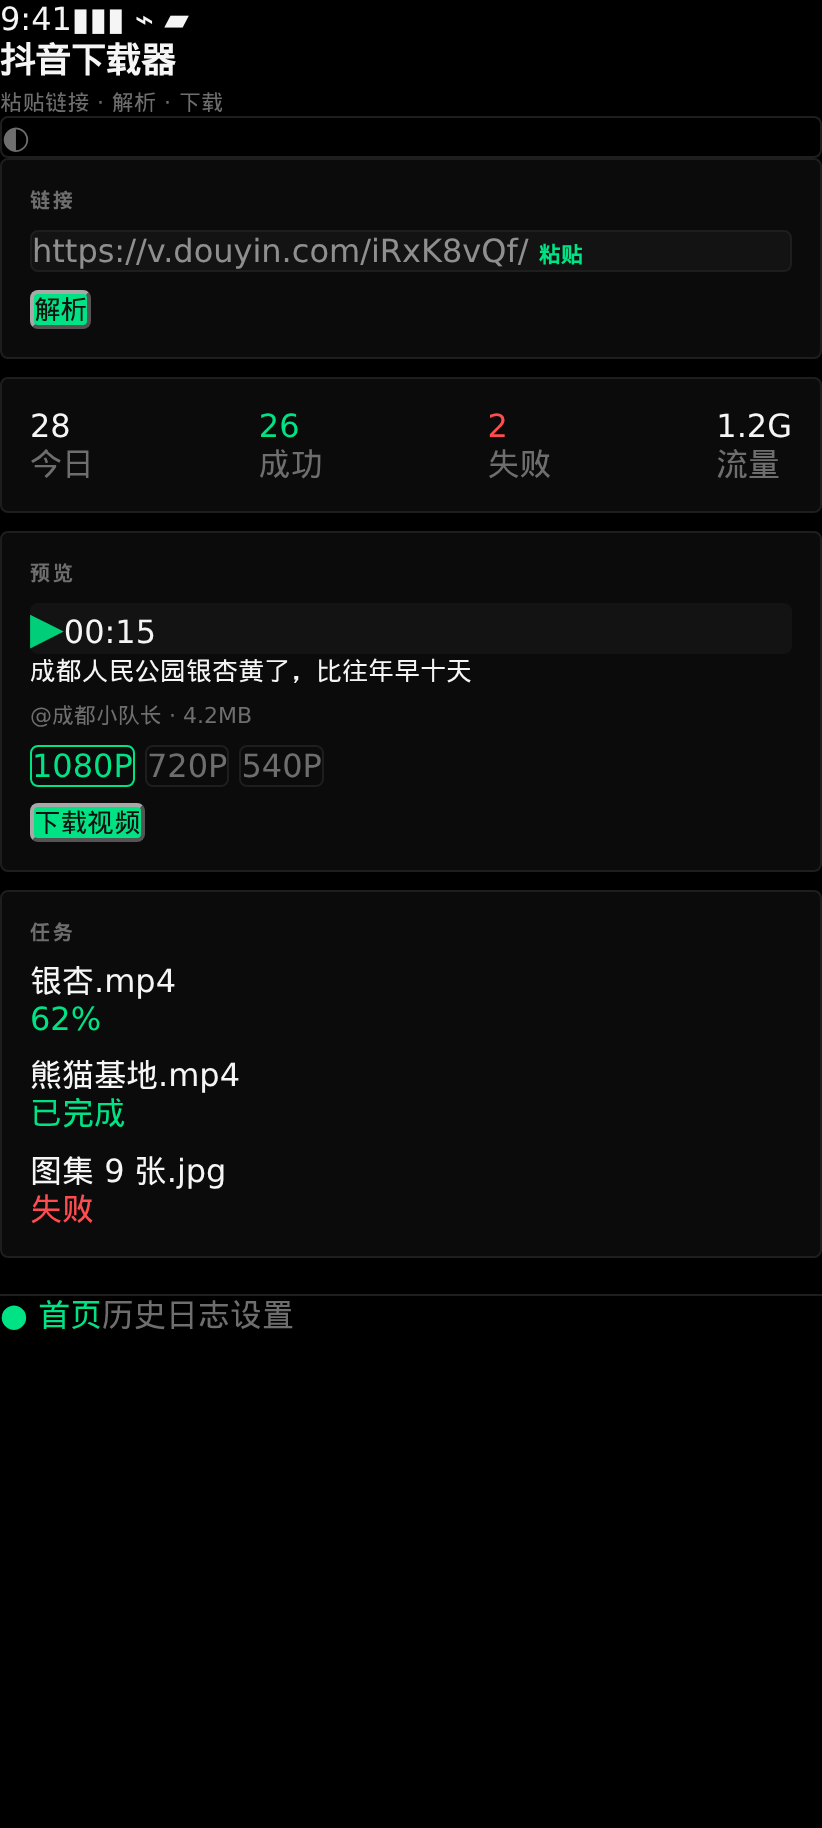 9:41
抖音下载器
粘贴链接 · 解析 · 下载
链接
https://v.douyin.com/iRxK8vQf/ 粘贴
解析
28 26 2 1.2G
今日 成功 失败 流量
预览
00:15
成都人民公园银杏黄了，比往年早十天
@成都小队长 · 4.2MB
1080P 720P 540P
下载视频
任务
银杏.mp4
62%
熊猫基地.mp4
已完成
图集 9 张.jpg
失败
首页历史日志设置